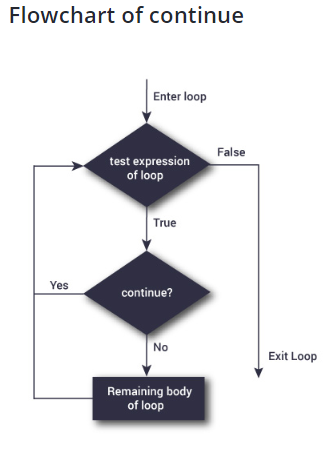 Flowchart of continue
Enter loop
test expression
of loop
False
True
continue?
Yes
No
Exit Loop
Remaining body
of loop